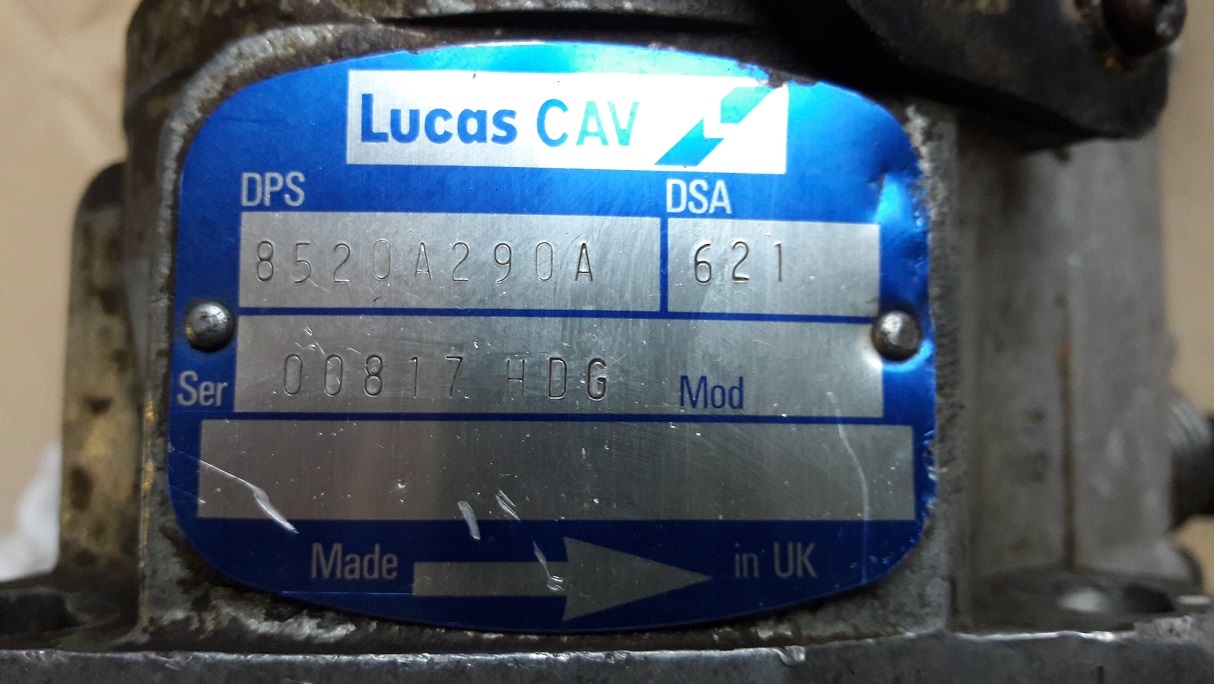 Lucas CAV
DPS DSA
8520A290A 621
Ser 00817 HDG Mod
Made in UK